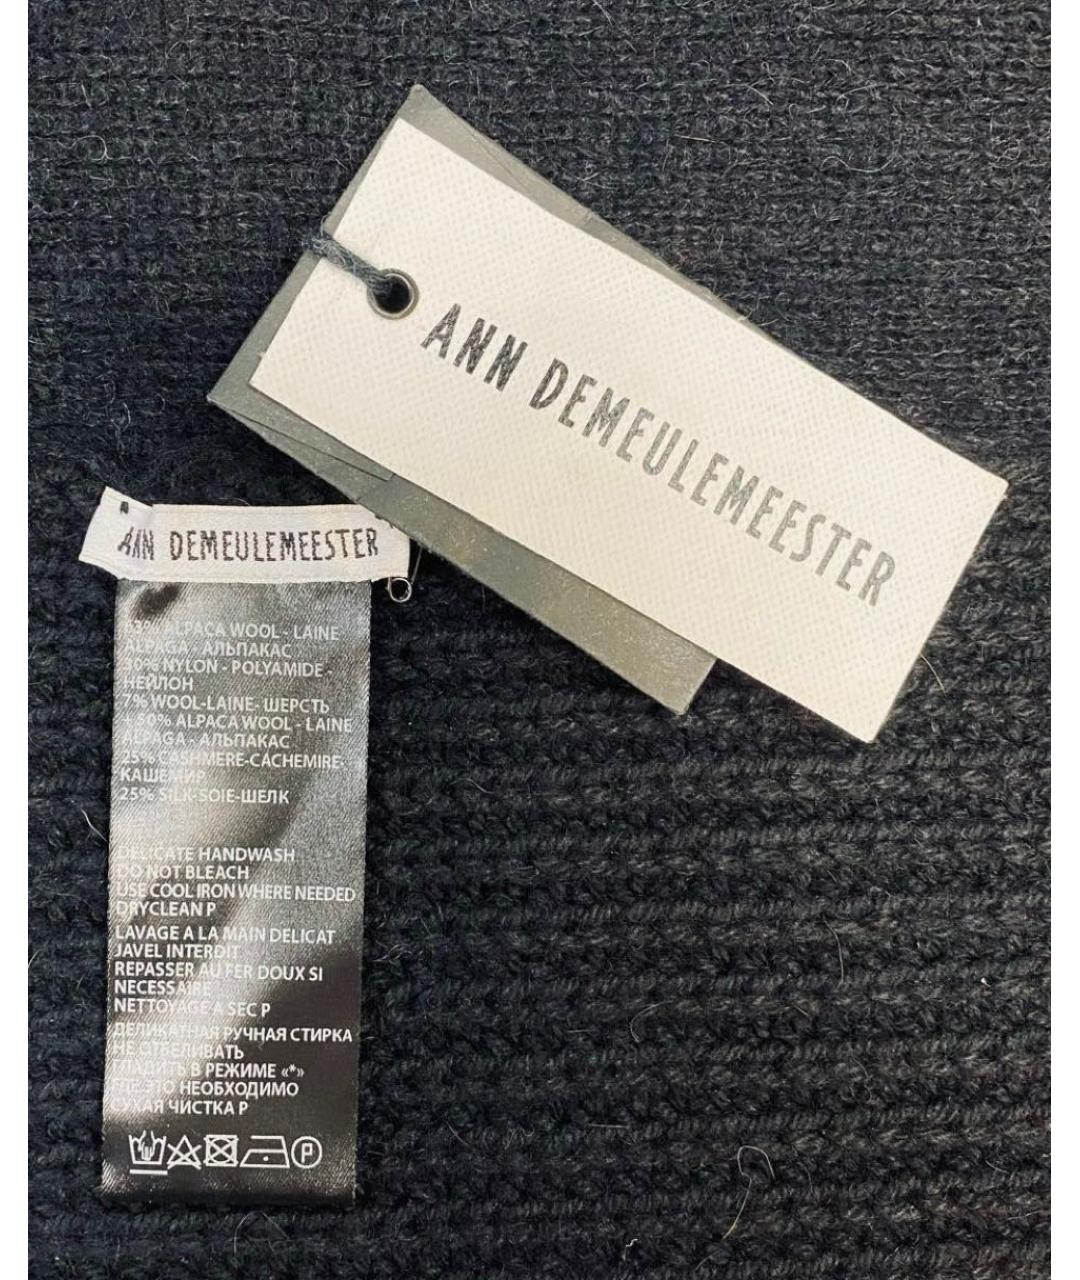 ANN DEMEULEMEESTER
ANN DEMEULEMEESTER
ALPACA WOOL - LAINE
ALPAGA - АЛЬПАКАС
30% NYLON - POLYAMIDE -
НЕЙЛОН
7% WOOL-LAINE- ШЕРСТЬ
+ 50% ALPACA WOOL - LAINE
ALPAGA - АЛЬПАКАС
25% CASHMERE-CACHEMIRE-
КАШЕМИР
25% SILK-SOIE-ШЕЛК
DELICATE HANDWASH
DO NOT BLEACH
USE COOL IRON WHERE NEEDED
DRYCLEAN P
LAVAGE A LA MAIN DELICAT
JAVEL INTERDIT
REPASSER AU FER DOUX SI
NECESSAIRE
NETTOYAGE A SEC P
ДЕЛИКАТНАЯ РУЧНАЯ СТИРКА
НЕ ОТБЕЛИВАТЬ
ГЛАДИТЬ В РЕЖИМЕ «*»
ГДЕ ЭТО НЕОБХОДИМО
СУХАЯ ЧИСТКА P
P